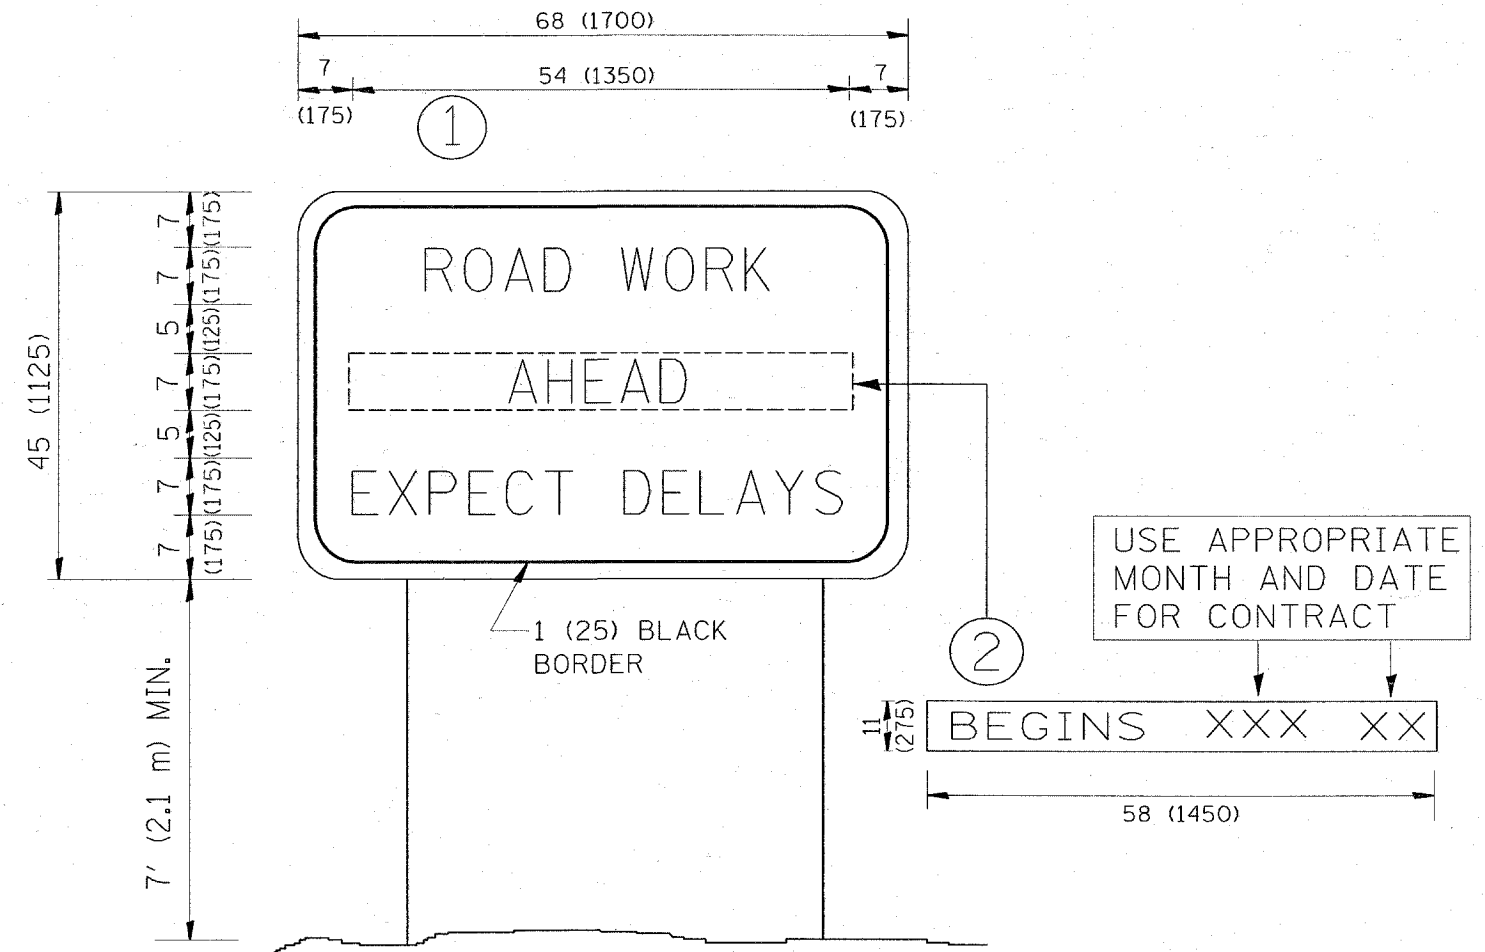 68 (1700)
7
54 (1350)
7
(175)
(175)
1
45 (1125)
7 (175)
7 (175)
5 (125)
7 (175)
5 (125)
7 (175)
7 (175)
ROAD WORK
AHEAD
EXPECT DELAYS
1 (25) BLACK
BORDER
7' (2.1 m) MIN.
2
USE APPROPRIATE
MONTH AND DATE
FOR CONTRACT
11
(275)
BEGINS XXX XX
58 (1450)